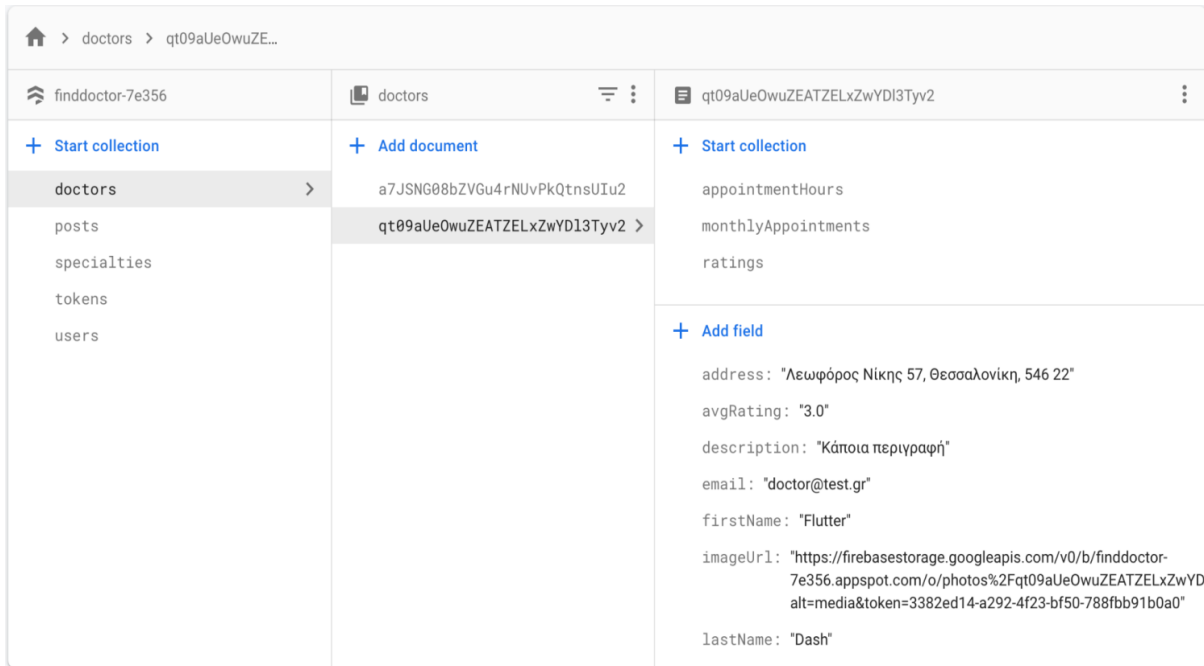 doctors > qt09aUeOwuZE…
finddoctor-7e356
doctors
qt09aUeOwuZEATZELxZwYDl3Tyv2
+ Start collection
+ Add document
+ Start collection
doctors
posts
specialties
tokens
users
a7JSNG08bZVGu4rNUvPkQtnsUIu2
qt09aUeOwuZEATZELxZwYDl3Tyv2
appointmentHours
monthlyAppointments
ratings
+ Add field
address: "Λεωφόρος Νίκης 57, Θεσσαλονίκη, 546 22"
avgRating: "3.0"
description: "Κάποια περιγραφή"
email: "doctor@test.gr"
firstName: "Flutter"
imageUrl: "https://firebasestorage.googleapis.com/v0/b/finddoctor-
7e356.appspot.com/o/photos%2Fqt09aUeOwuZEATZELxZwYD
alt=media&token=3382ed14-a292-4f23-bf50-788fbb91b0a0"
lastName: "Dash"